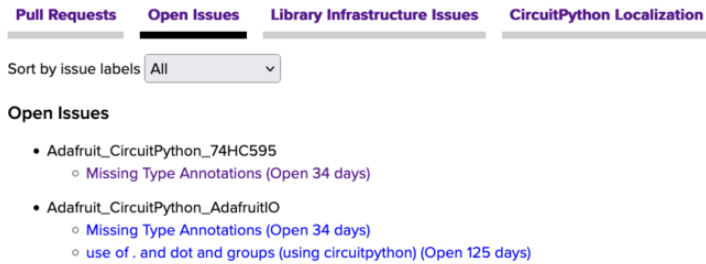 Pull Requests Open Issues Library Infrastructure Issues CircuitPython Localization
Sort by issue labels All
Open Issues
Adafruit_CircuitPython_74HC595
Missing Type Annotations (Open 34 days)
Adafruit_CircuitPython_AdafruitIO
Missing Type Annotations (Open 34 days)
use of . and dot and groups (using circuitpython) (Open 125 days)